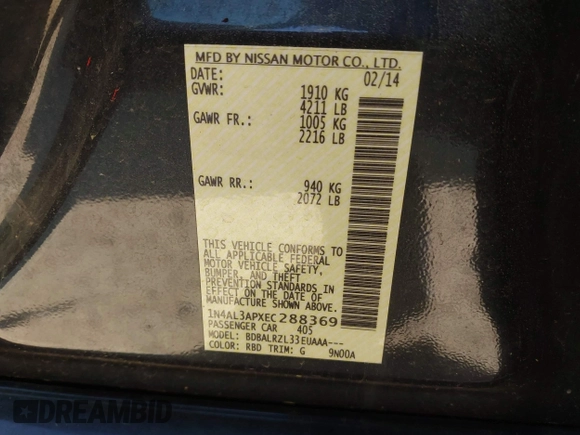 MFD BY NISSAN MOTOR CO., LTD.
DATE: 02/14
GVWR: 1910 KG
4211 LB
GAWR FR.: 1005 KG
2216 LB
GAWR RR.: 940 KG
2072 LB
THIS VEHICLE CONFORMS TO
ALL APPLICABLE FEDERAL
MOTOR VEHICLE SAFETY,
BUMPER, AND THEFT
PREVENTION STANDARDS IN
EFFECT ON THE DATE OF
MANUFACTURE SHOWN ABOVE.
1N4AL3APXEC288369
PASSENGER CAR 405
MODEL: BDBALRZL33EUAAA---
COLOR: RBD TRIM: G 9N00A
DREAMBID